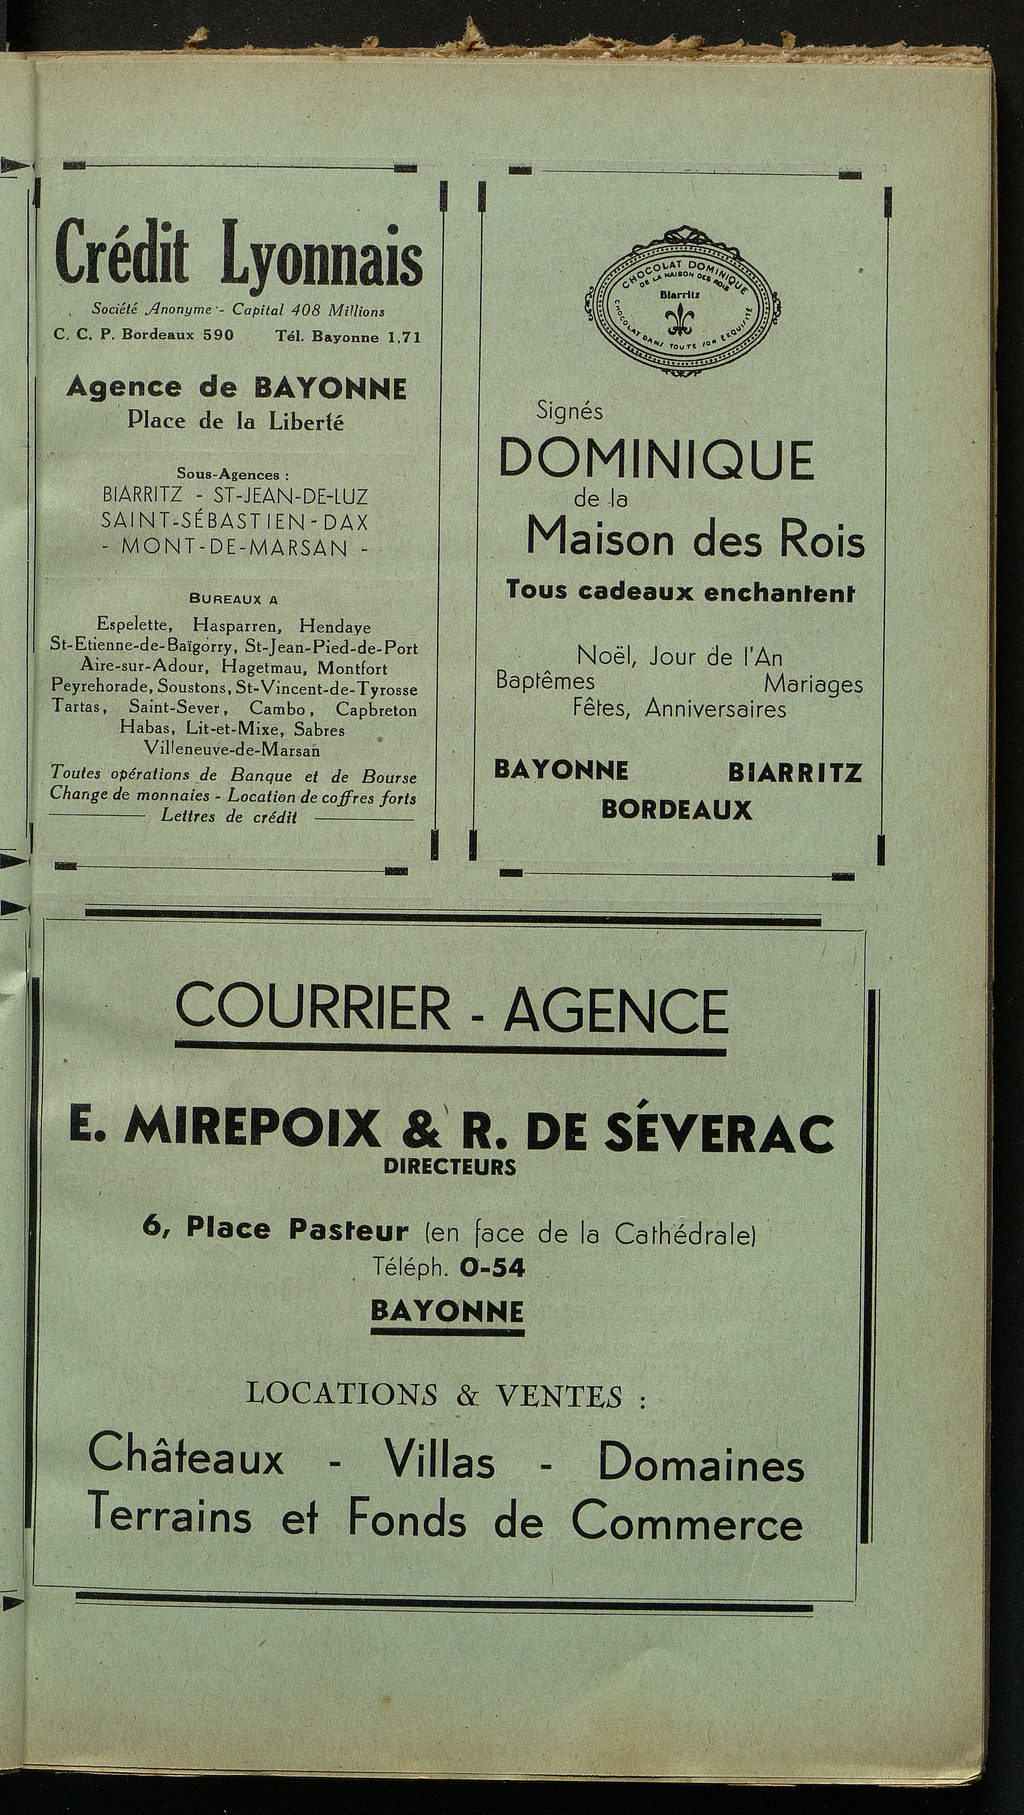 Crédit Lyonnais
Société Anonyme - Capital 408 Millions
C. C. P. Bordeaux 590 Tél. Bayonne 1.71
Agence de BAYONNE
Place de la Liberté
Sous-Agences :
BIARRITZ - ST-JEAN-DE-LUZ
SAINT-SÉBASTIEN - DAX
- MONT-DE-MARSAN -
BUREAUX A
Espelette, Hasparren, Hendaye
St-Etienne-de-Baïgorry, St-Jean-Pied-de-Port
Aire-sur-Adour, Hagetmau, Montfort
Peyrehorade, Soustons, St-Vincent-de-Tyrosse
Tartas, Saint-Sever, Cambo, Capbreton
Habas, Lit-et-Mixe, Sabres
Villeneuve-de-Marsan
Toutes opérations de Banque et de Bourse
Change de monnaies - Location de coffres forts
Lettres de crédit
CHOCOLAT DOMINIQUE
DE LA MAISON DES ROIS
Biarritz
CHOCOLAT DANS TOUTE SON EXQUISITÉ
Signés
DOMINIQUE
de la
Maison des Rois
Tous cadeaux enchantent
Noël, Jour de l'An
Baptêmes Mariages
Fêtes, Anniversaires
BAYONNE BIARRITZ
BORDEAUX
COURRIER - AGENCE
E. MIREPOIX & R. DE SÉVERAC
DIRECTEURS
6, Place Pasteur (en face de la Cathédrale)
Téléph. 0-54
BAYONNE
LOCATIONS & VENTES :
Châteaux - Villas - Domaines
Terrains et Fonds de Commerce